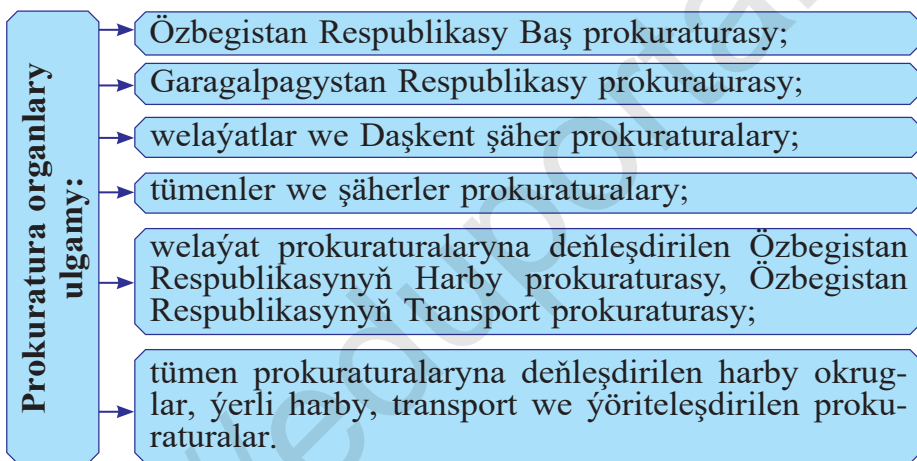 Prokuratura organlary
ulgamy:
Özbegistan Respublikasy Baş prokuraturasy;
Garagalpagystan Respublikasy prokuraturasy;
welaýatlar we Daşkent şäher prokuraturalary;
tümenler we şäherler prokuraturalary;
welaýat prokuraturalaryna deňleşdirilen Özbegistan
Respublikasynyň Harby prokuraturasy, Özbegistan
Respublikasynyň Transport prokuraturasy;
tümen prokuraturalaryna deňleşdirilen harby okrug-
lar, ýerli harby, transport we ýöriteleşdirilen proku-
raturalar.